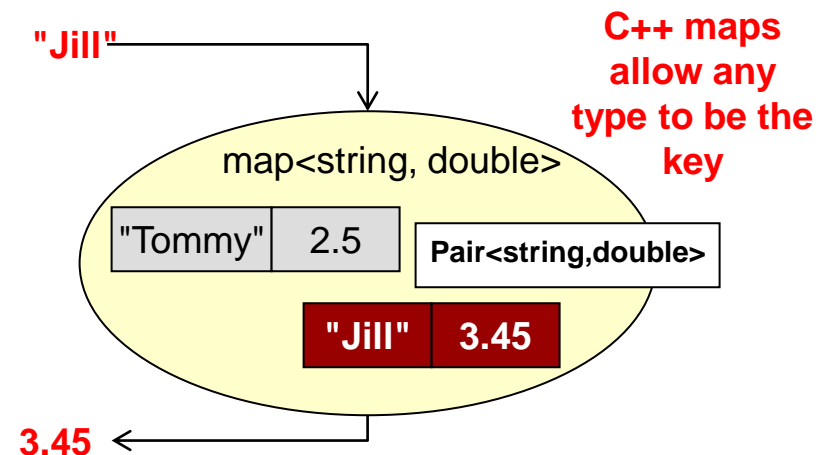 "Jill"
C++ maps
allow any
type to be the
key
map<string, double>
"Tommy" 2.5
Pair<string,double>
"Jill" 3.45
3.45